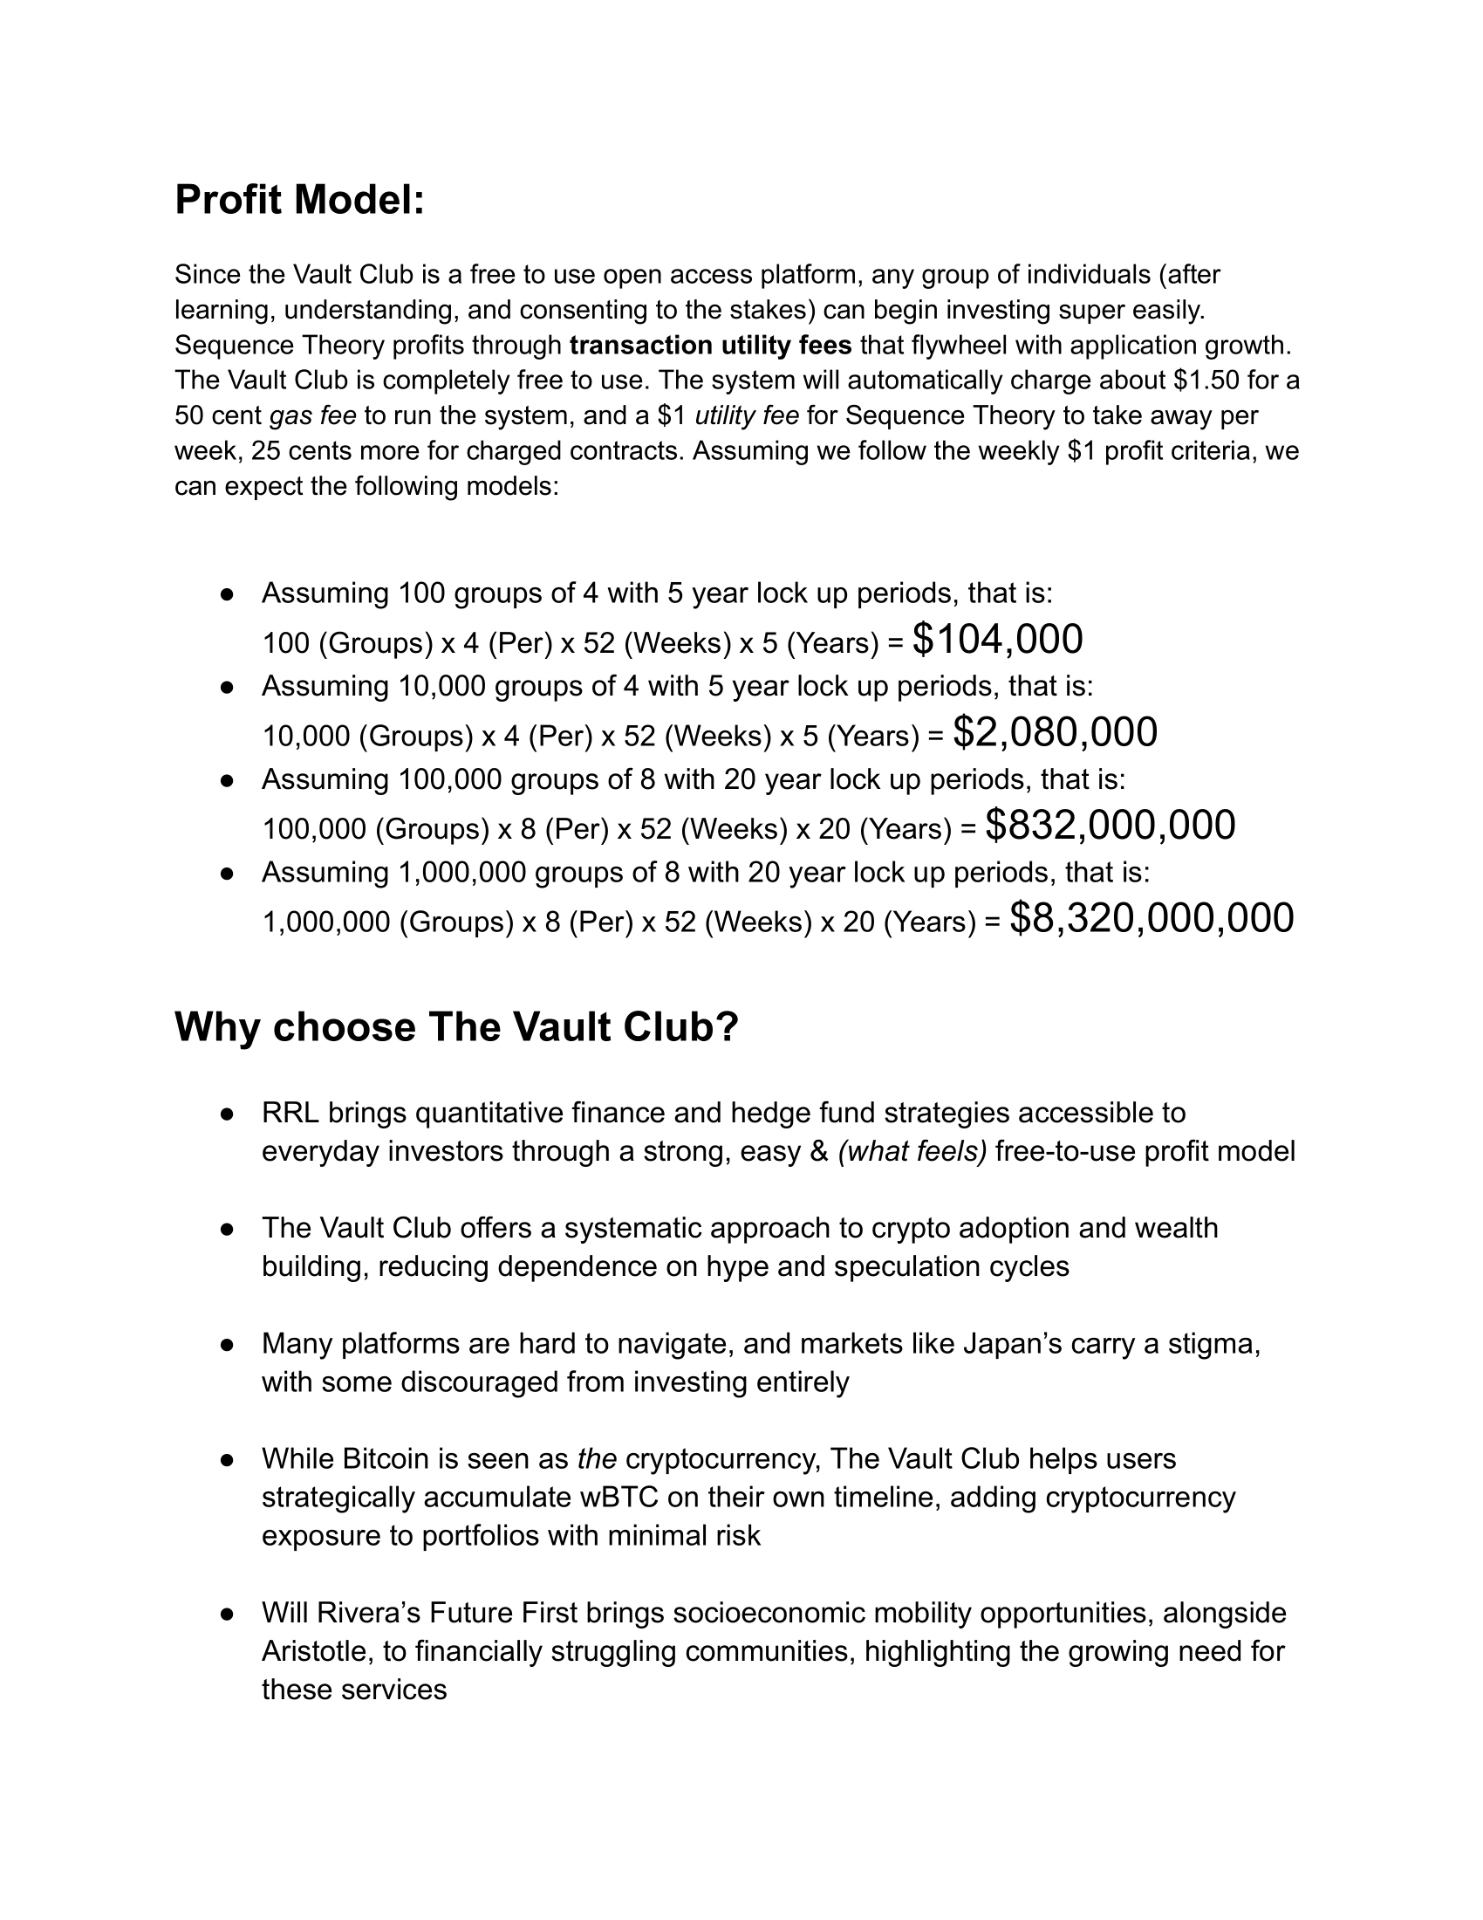 Profit Model:
Since the Vault Club is a free to use open access platform, any group of individuals (after
learning, understanding, and consenting to the stakes) can begin investing super easily.
Sequence Theory profits through transaction utility fees that flywheel with application growth.
The Vault Club is completely free to use. The system will automatically charge about $1.50 for a
50 cent gas fee to run the system, and a $1 utility fee for Sequence Theory to take away per
week, 25 cents more for charged contracts. Assuming we follow the weekly $1 profit criteria, we
can expect the following models:
● Assuming 100 groups of 4 with 5 year lock up periods, that is:
100 (Groups) x 4 (Per) x 52 (Weeks) x 5 (Years) = $104,000
● Assuming 10,000 groups of 4 with 5 year lock up periods, that is:
10,000 (Groups) x 4 (Per) x 52 (Weeks) x 5 (Years) = $2,080,000
● Assuming 100,000 groups of 8 with 20 year lock up periods, that is:
100,000 (Groups) x 8 (Per) x 52 (Weeks) x 20 (Years) = $832,000,000
● Assuming 1,000,000 groups of 8 with 20 year lock up periods, that is:
1,000,000 (Groups) x 8 (Per) x 52 (Weeks) x 20 (Years) = $8,320,000,000
Why choose The Vault Club?
● RRL brings quantitative finance and hedge fund strategies accessible to
everyday investors through a strong, easy & (what feels) free-to-use profit model
● The Vault Club offers a systematic approach to crypto adoption and wealth
building, reducing dependence on hype and speculation cycles
● Many platforms are hard to navigate, and markets like Japan’s carry a stigma,
with some discouraged from investing entirely
● While Bitcoin is seen as the cryptocurrency, The Vault Club helps users
strategically accumulate wBTC on their own timeline, adding cryptocurrency
exposure to portfolios with minimal risk
● Will Rivera’s Future First brings socioeconomic mobility opportunities, alongside
Aristotle, to financially struggling communities, highlighting the growing need for
these services